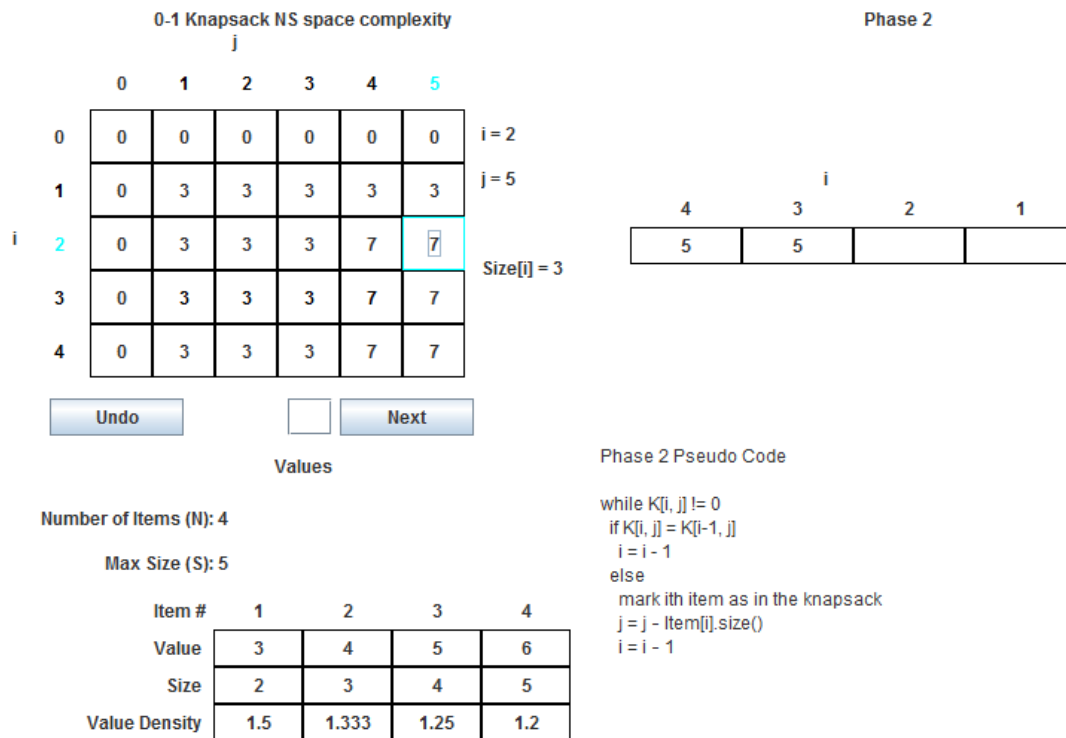 0-1 Knapsack NS space complexity
j
0 1 2 3 4 5
0 0 0 0 0 0 0
1 0 3 3 3 3 3
i 2 0 3 3 3 7 7
3 0 3 3 3 7 7
4 0 3 3 3 7 7
i = 2
j = 5
Size[i] = 3
Undo
Next
Values
Number of Items (N): 4
Max Size (S): 5
Item # 1 2 3 4
Value 3 4 5 6
Size 2 3 4 5
Value Density 1.5 1.333 1.25 1.2
Phase 2
i
4 3 2 1
5 5
Phase 2 Pseudo Code
while K[i, j] != 0
if K[i, j] = K[i-1, j]
i = i - 1
else
mark ith item as in the knapsack
j = j - Item[i].size()
i = i - 1